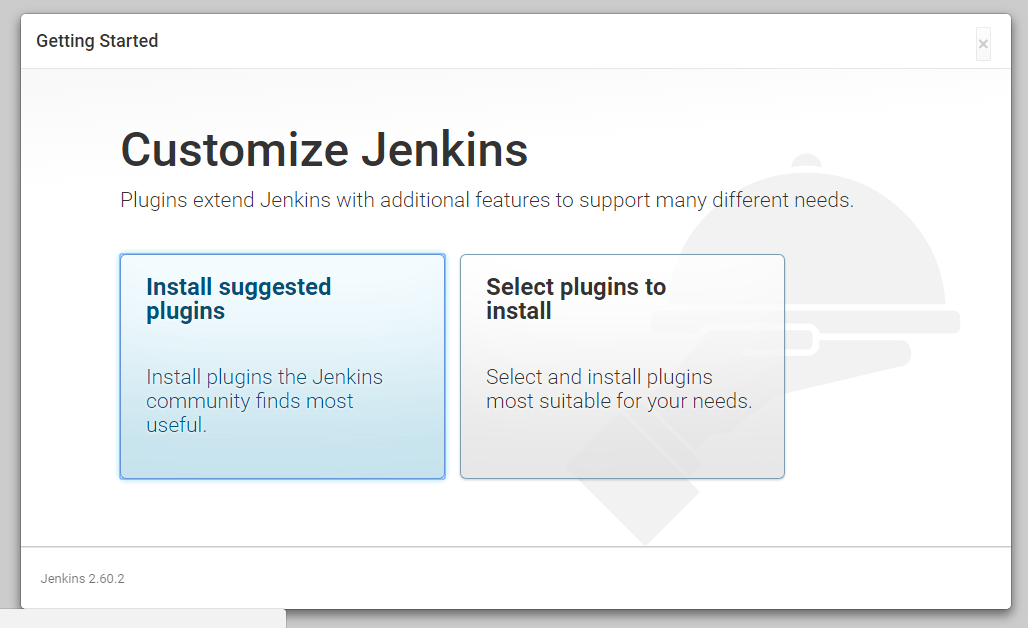 Getting Started
×
Customize Jenkins
Plugins extend Jenkins with additional features to support many different needs.
Install suggested
plugins
Install plugins the Jenkins
community finds most
useful.
Select plugins to
install
Select and install plugins
most suitable for your needs.
Jenkins 2.60.2